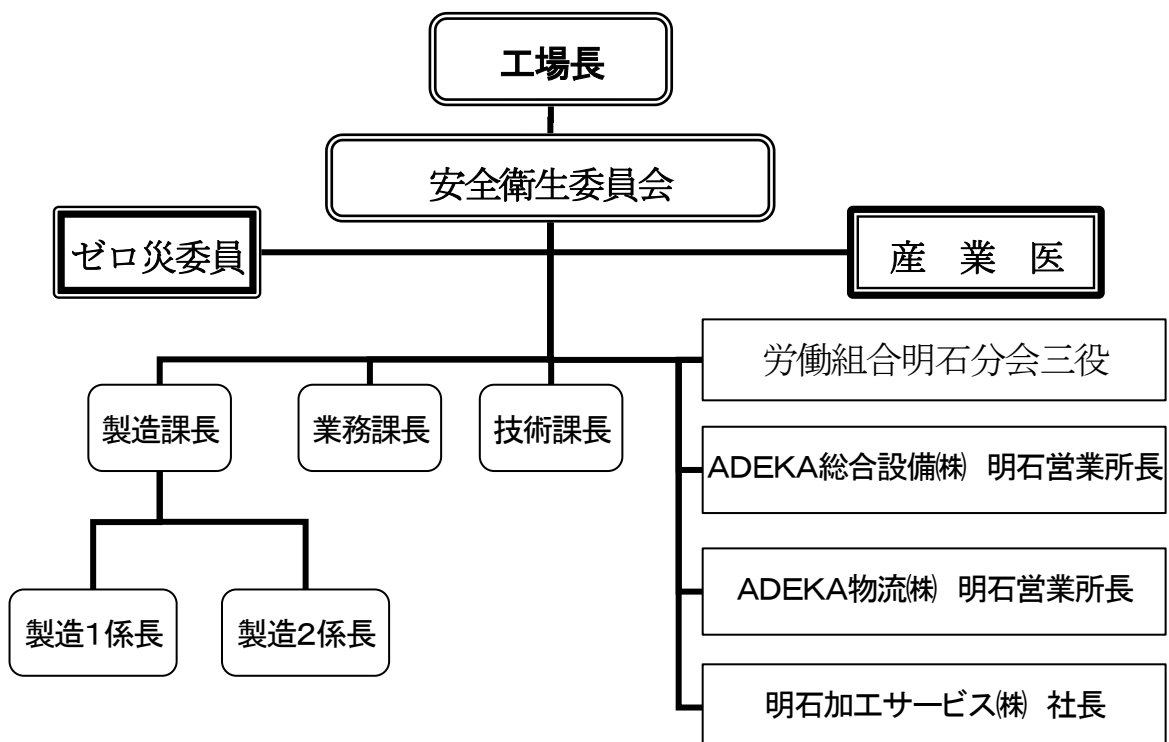 工場長
安全衛生委員会
ゼロ災委員
産 業 医
労働組合明石分会三役
製造課長
業務課長
技術課長
ADEKA総合設備㈱ 明石営業所長
ADEKA物流㈱ 明石営業所長
製造1係長
製造2係長
明石加工サービス㈱ 社長